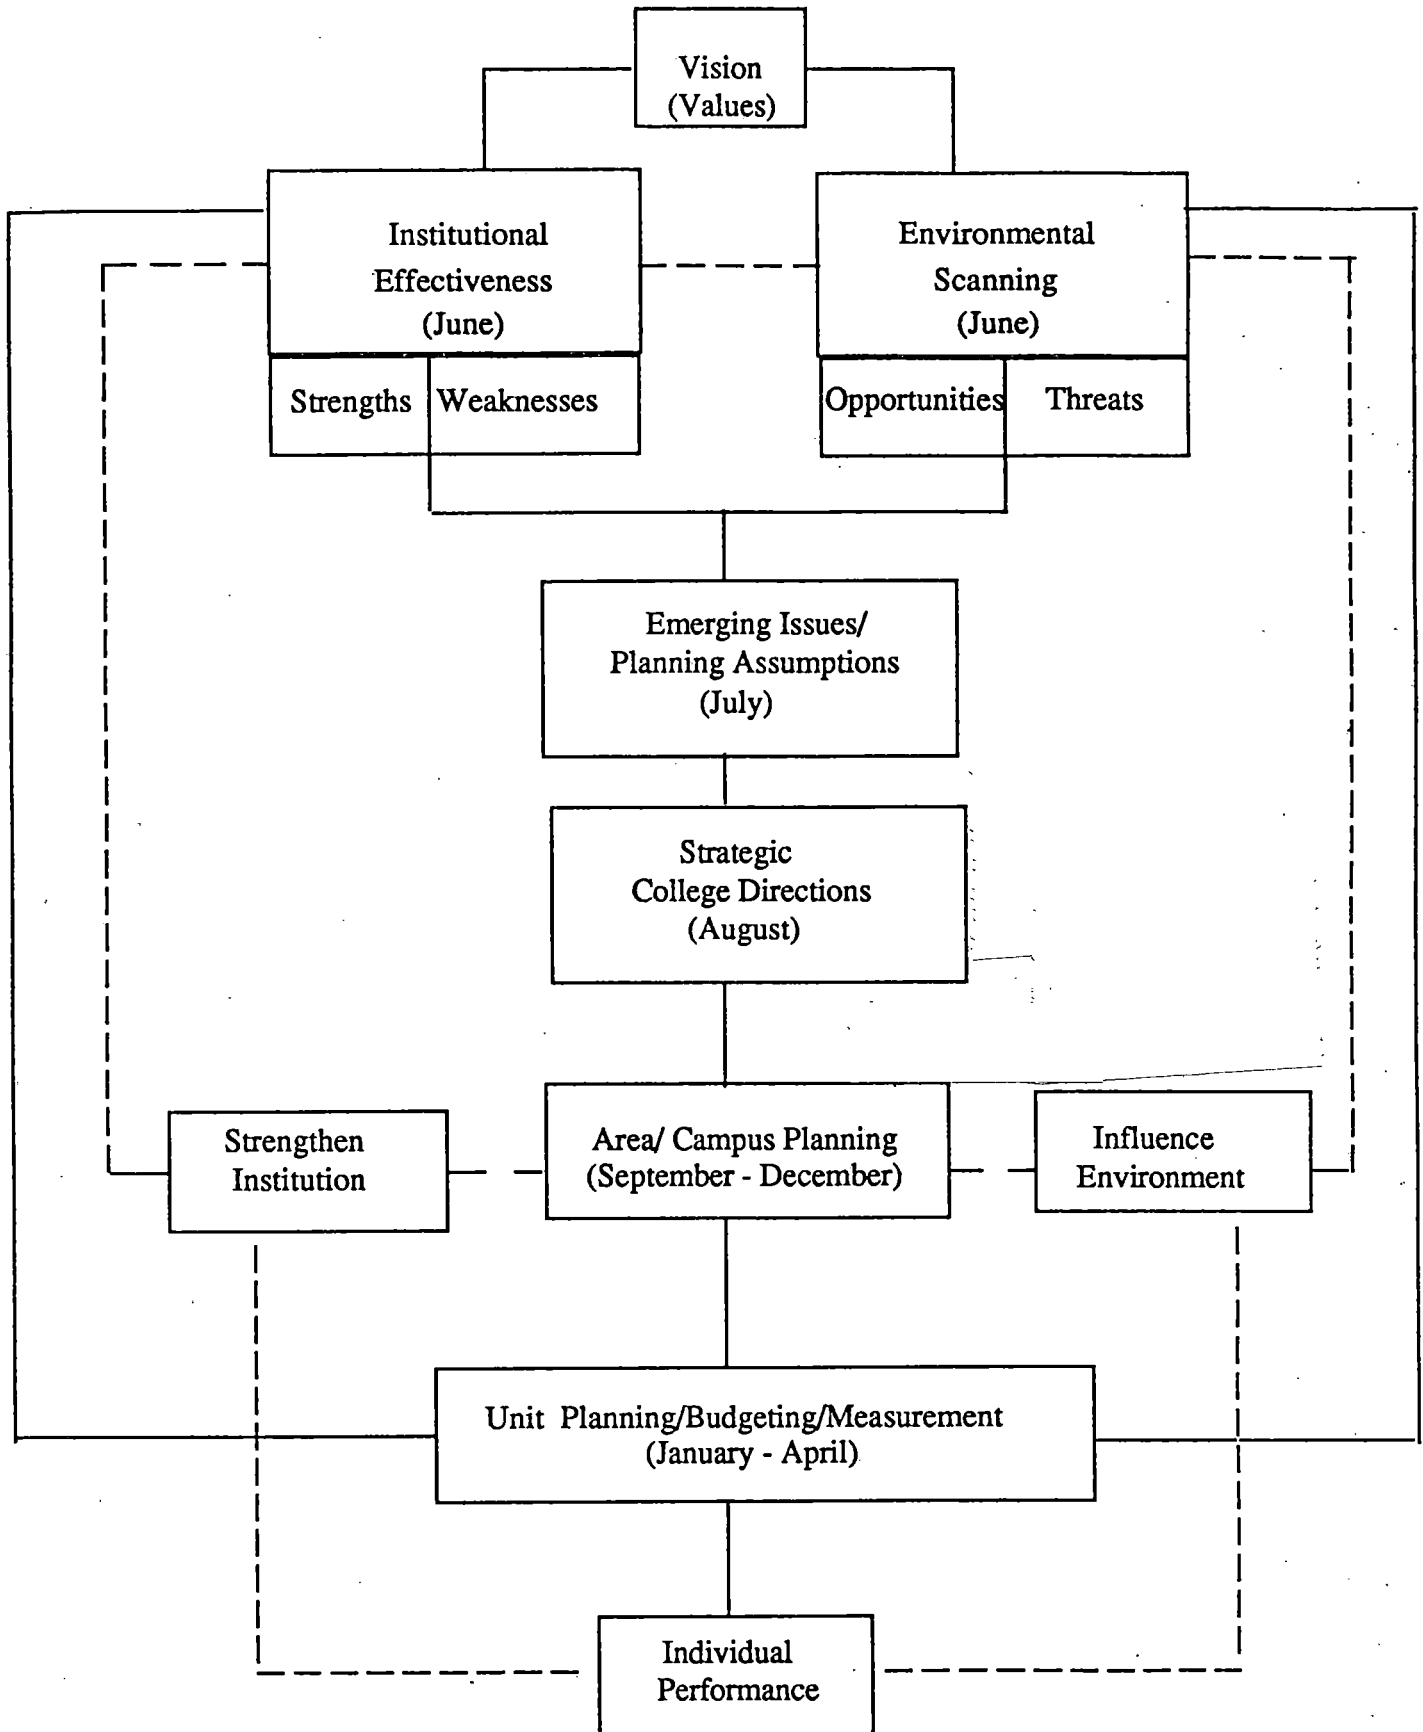 Vision
(Values)
Institutional
Effectiveness
(June)
Strengths
Weaknesses
Environmental
Scanning
(June)
Opportunities
Threats
Emerging Issues/
Planning Assumptions
(July)
Strategic
College Directions
(August)
Strengthen
Institution
Area/ Campus Planning
(September - December)
Influence
Environment
Unit Planning/Budgeting/Measurement
(January - April)
Individual
Performance